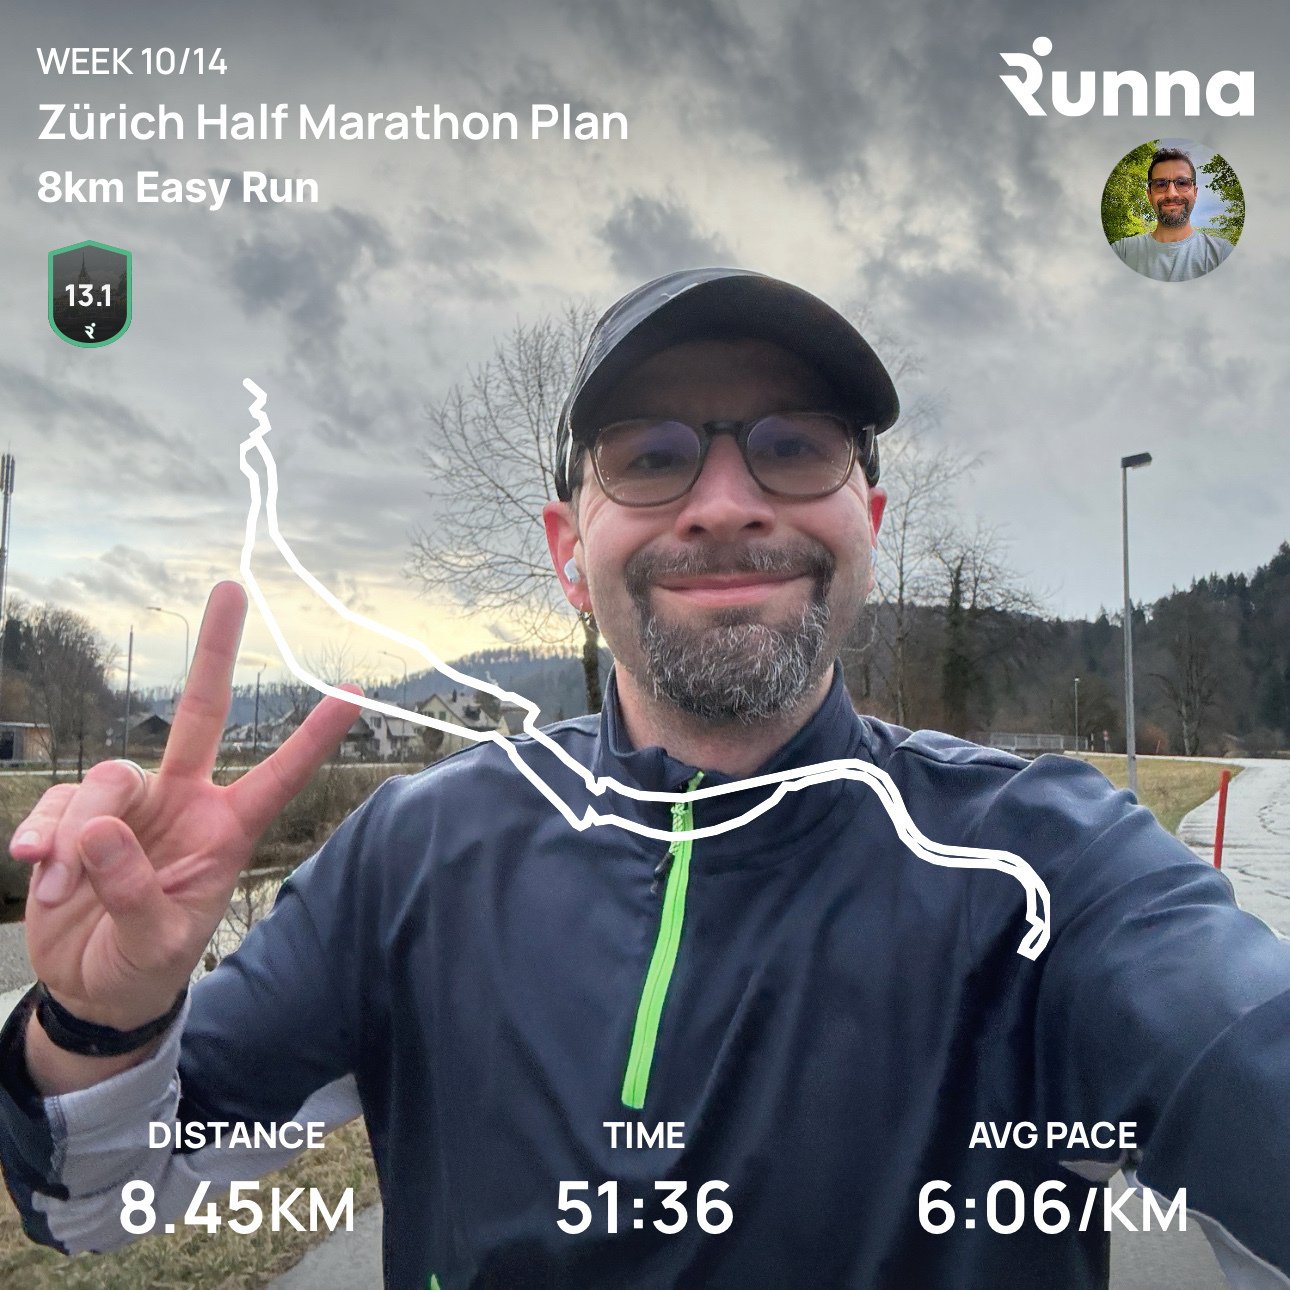 WEEK 10/14
Runna
Zürich Half Marathon Plan
8km Easy Run
13.1
DISTANCE
TIME
AVG PACE
8.45KM
51:36
6:06/KM